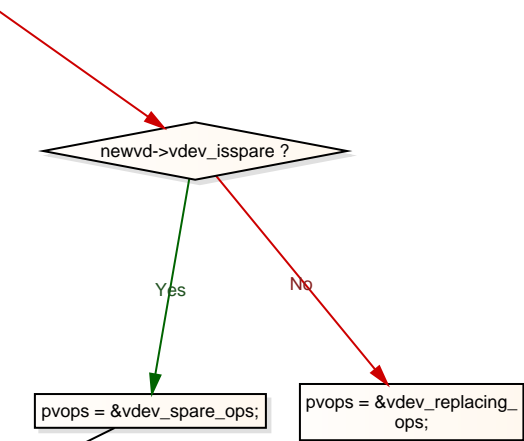 newvd->vdev_isspare ?
Yes
No
pvops = &vdev_spare_ops;
pvops = &vdev_replacing_
ops;